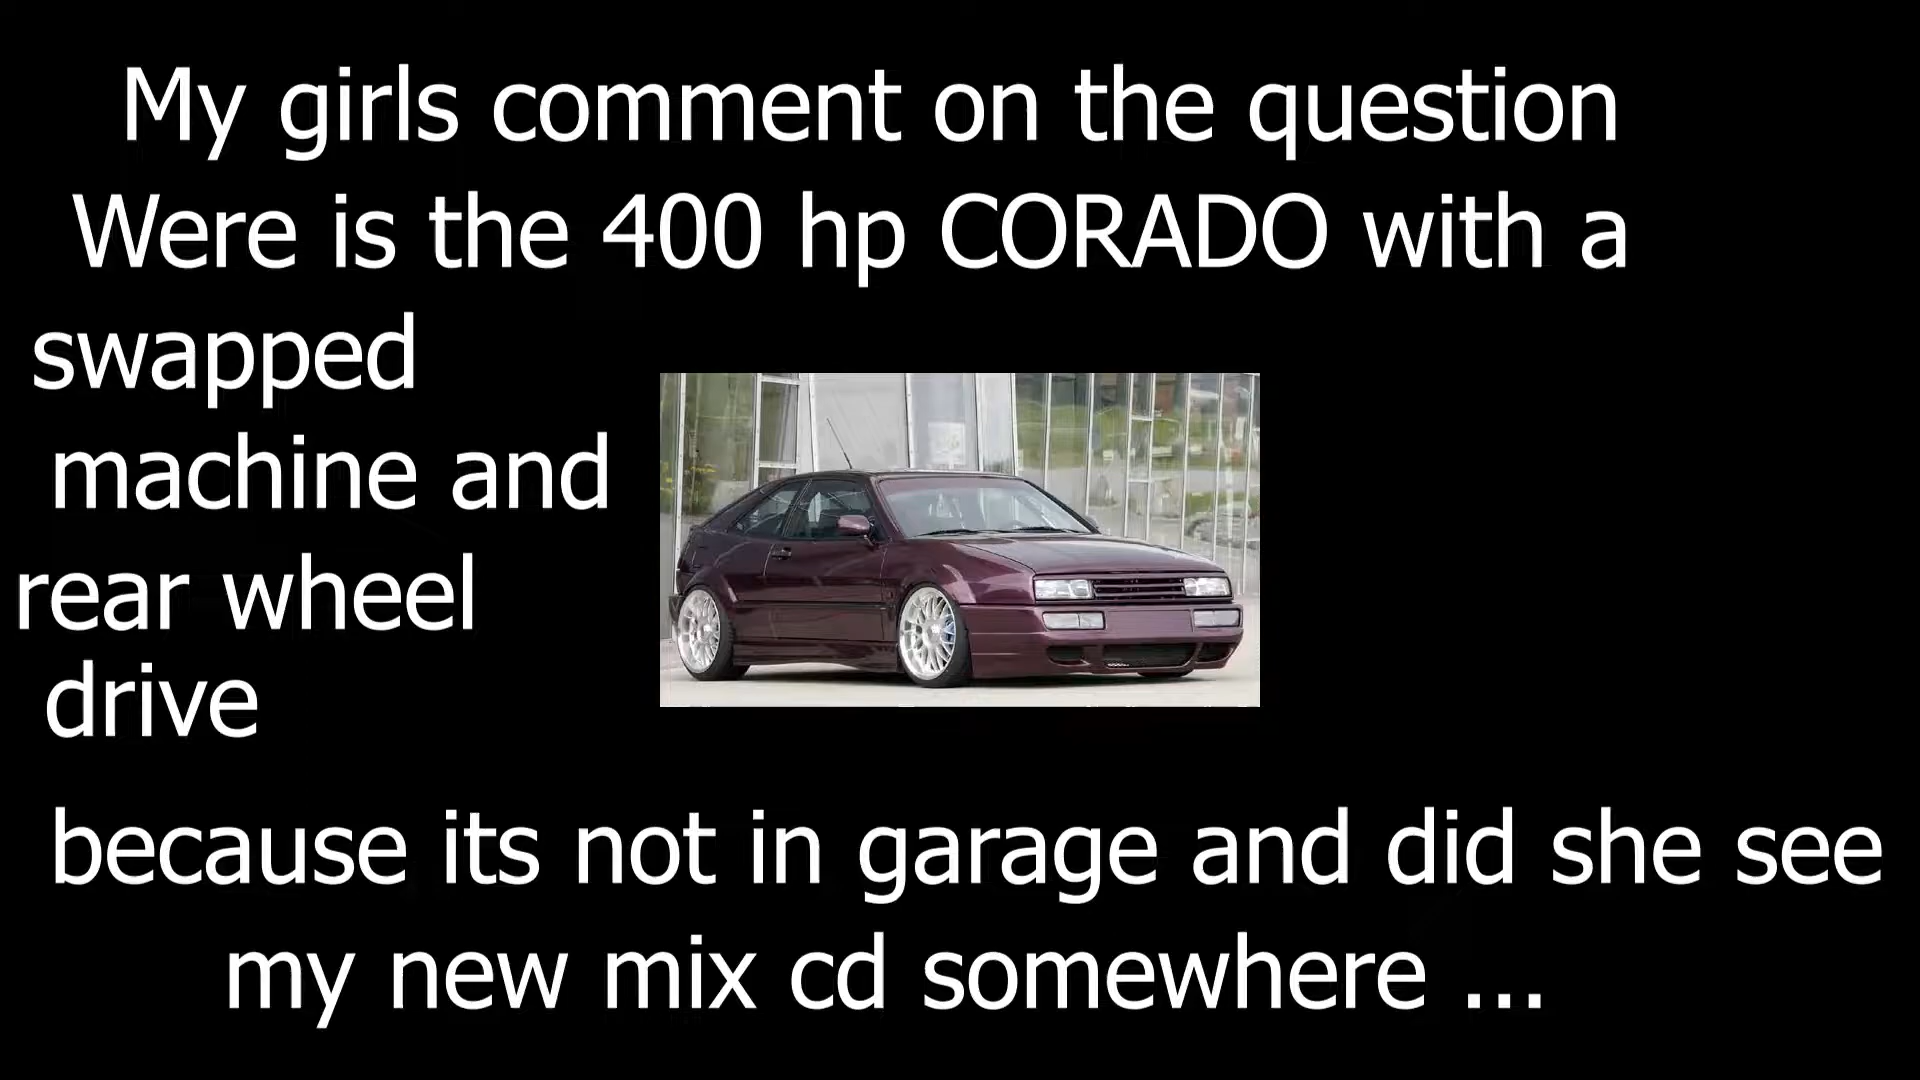 My girls comment on the question
Were is the 400 hp CORADO with a
swapped
machine and
rear wheel
drive
because its not in garage and did she see
my new mix cd somewhere ...